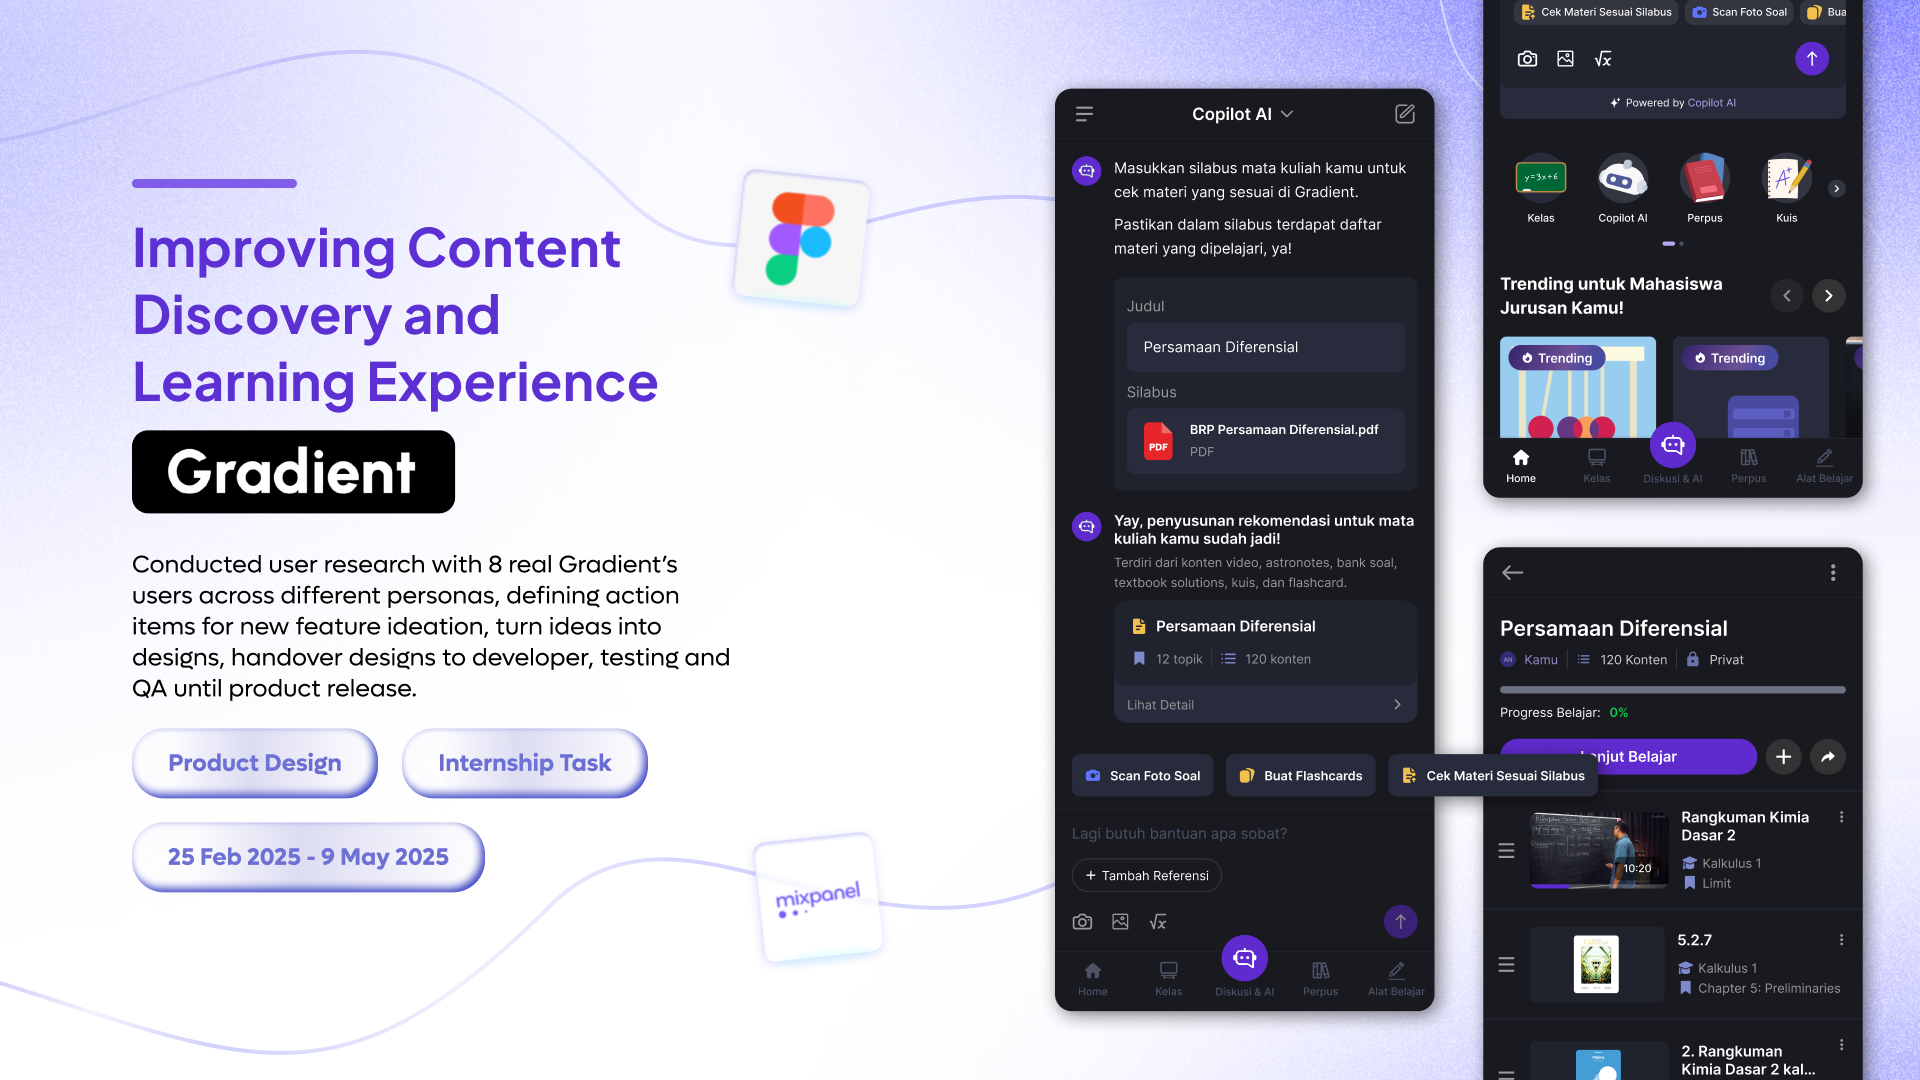 Improving Content
Discovery and
Learning Experience
Gradient
Conducted user research with 8 real Gradient's
users across different personas, defining action
items for new feature ideation, turn ideas into
designs, handover designs to developer, testing and
QA until product release.
Product Design
Internship Task
25 Feb 2025 - 9 May 2025
mixpanel
Copilot AI
Masukkan silabus mata kuliah kamu untuk
cek materi yang sesuai di Gradient.
Pastikan dalam silabus terdapat daftar
materi yang dipelajari, ya!
Judul
Persamaan Diferensial
Silabus
PDF
BRP Persamaan Diferensial.pdf
PDF
Yay, penyusunan rekomendasi untuk mata
kuliah kamu sudah jadi!
Terdiri dari konten video, astronotes, bank soal,
textbook solutions, kuis, dan flashcard.
Persamaan Diferensial
12 topik
120 konten
Lihat Detail
Scan Foto Soal
Buat Flashcards
Cek Materi Sesuai Silabus
Lagi butuh bantuan apa sobat?
+ Tambah Referensi
√x
Home
Kelas
Diskusi & AI
Perpus
Alat Belajar
Cek Materi Sesuai Silabus
Scan Foto Soal
Bua
√x
Powered by Copilot AI
y=3x+6
A+
Kelas
Copilot AI
Perpus
Kuis
Trending untuk Mahasiswa
Jurusan Kamu!
Trending
Trending
Home
Kelas
Diskusi & AI
Perpus
Alat Belajar
Persamaan Diferensial
AN
Kamu
120 Konten
Privat
Progress Belajar: 0%
njut Belajar
Rangkuman Kimia
Dasar 2
10:20
Kalkulus 1
Limit
5.2.7
Kalkulus 1
Chapter 5: Preliminaries
2. Rangkuman
Kimia Dasar 2 kal...